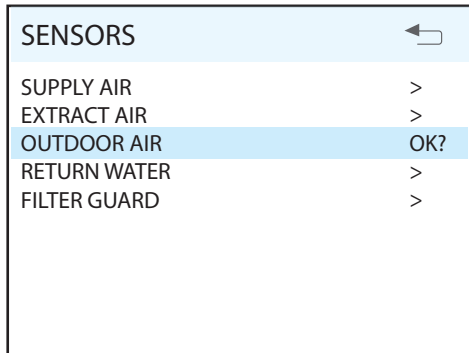 SENSORS
SUPPLY AIR >
EXTRACT AIR >
OUTDOOR AIR OK?
RETURN WATER >
FILTER GUARD >